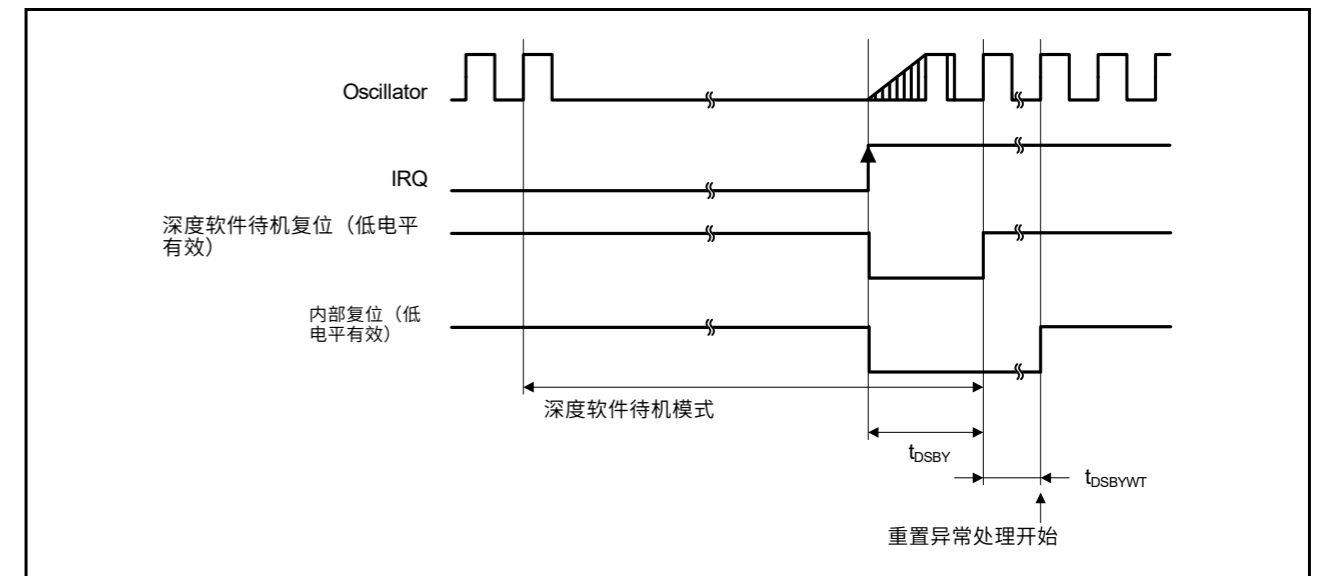 Oscillator
IRQ
深度软件待机复位（低电平
有效）
内部复位（低
电平有效）
深度软件待机模式
tDSBY
tDSBYWT
重置异常处理开始